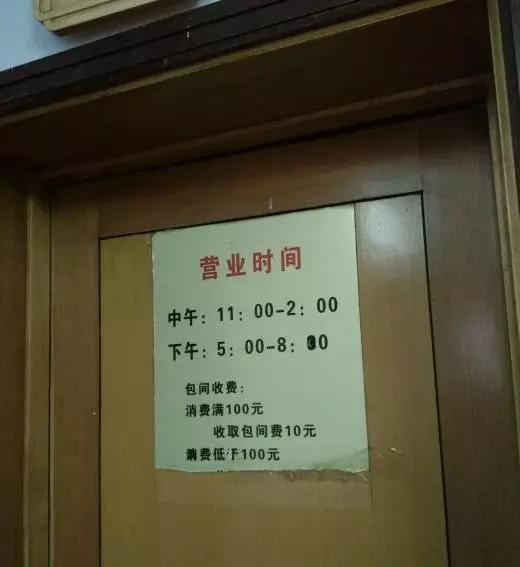 营业时间
中午：11：00-2：00
下午：5：00-8：00
包间收费：
消费满100元
收取包间费10元
消费低于100元